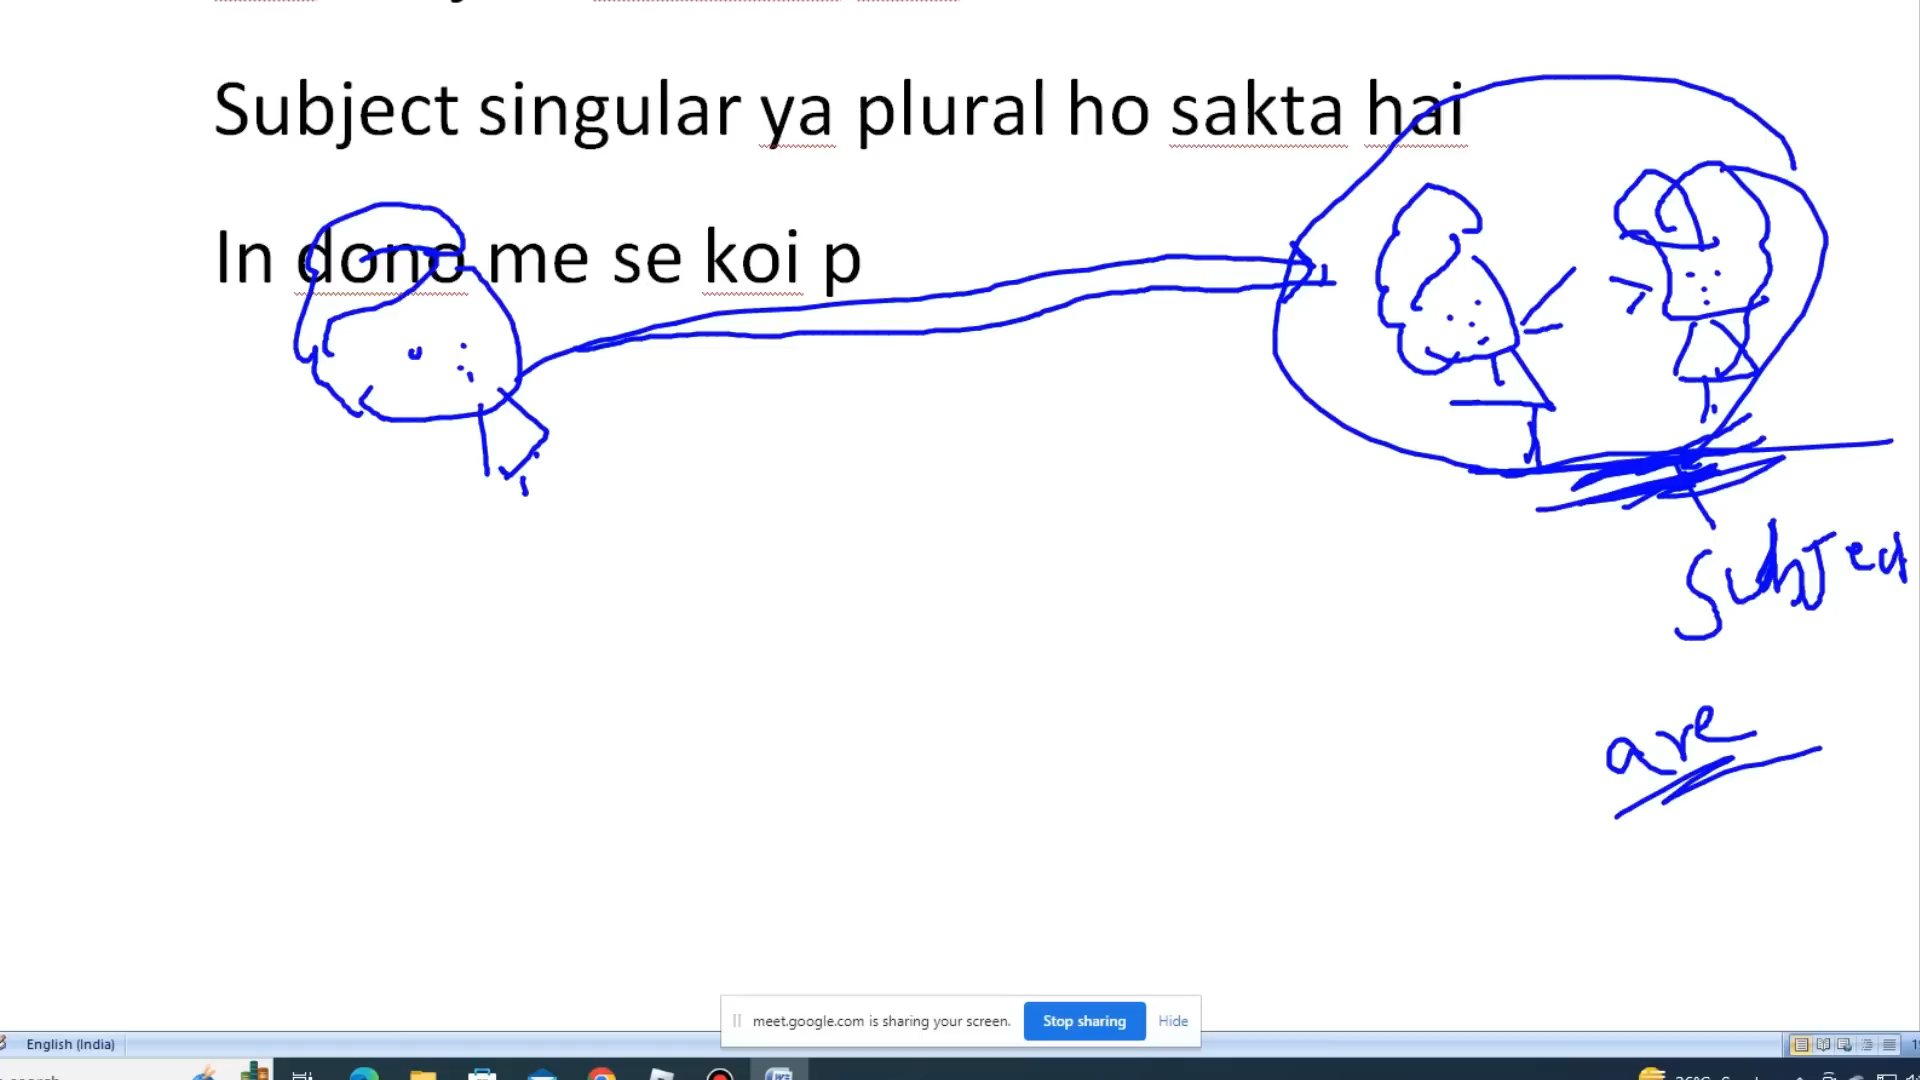 Subject singular ya plural ho sakta hai
In dono me se koi p
Subject
are
meet.google.com is sharing your screen. Stop sharing Hide
English (India)